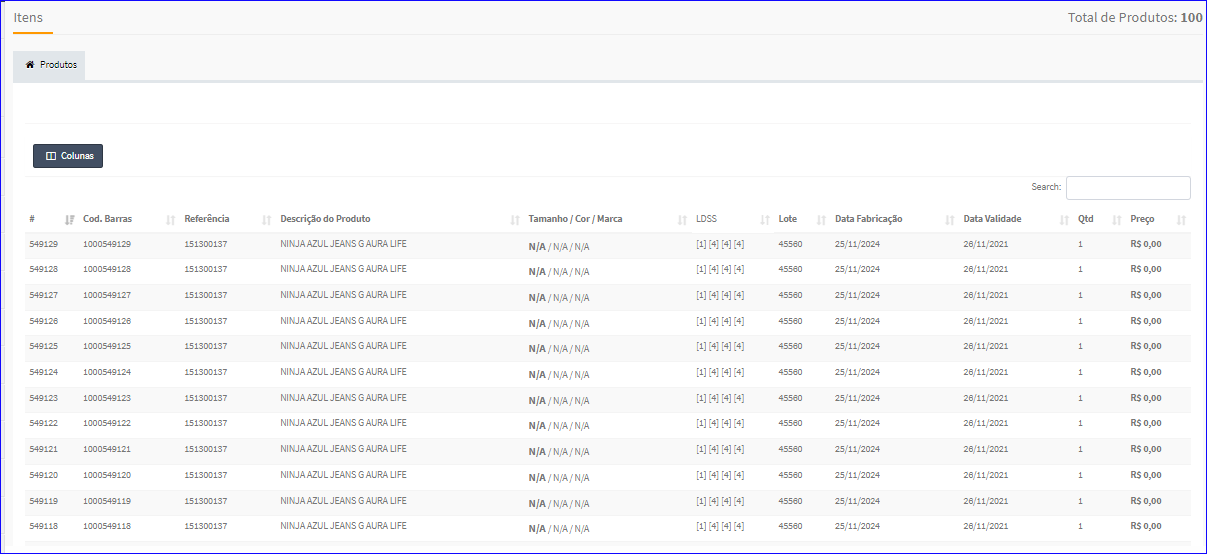 Itens Total de Produtos: 100
Produtos
Colunas
Search:
# Cod. Barras Referência Descrição do Produto Tamanho / Cor / Marca LDSS Lote Data Fabricação Data Validade Qtd Preço
549129 1000549129 151300137 NINJA AZUL JEANS G AURA LIFE N/A / N/A / N/A [1] [4] [4] [4] 45560 25/11/2024 26/11/2021 1 R$ 0,00
549128 1000549128 151300137 NINJA AZUL JEANS G AURA LIFE N/A / N/A / N/A [1] [4] [4] [4] 45560 25/11/2024 26/11/2021 1 R$ 0,00
549127 1000549127 151300137 NINJA AZUL JEANS G AURA LIFE N/A / N/A / N/A [1] [4] [4] [4] 45560 25/11/2024 26/11/2021 1 R$ 0,00
549126 1000549126 151300137 NINJA AZUL JEANS G AURA LIFE N/A / N/A / N/A [1] [4] [4] [4] 45560 25/11/2024 26/11/2021 1 R$ 0,00
549125 1000549125 151300137 NINJA AZUL JEANS G AURA LIFE N/A / N/A / N/A [1] [4] [4] [4] 45560 25/11/2024 26/11/2021 1 R$ 0,00
549124 1000549124 151300137 NINJA AZUL JEANS G AURA LIFE N/A / N/A / N/A [1] [4] [4] [4] 45560 25/11/2024 26/11/2021 1 R$ 0,00
549123 1000549123 151300137 NINJA AZUL JEANS G AURA LIFE N/A / N/A / N/A [1] [4] [4] [4] 45560 25/11/2024 26/11/2021 1 R$ 0,00
549122 1000549122 151300137 NINJA AZUL JEANS G AURA LIFE N/A / N/A / N/A [1] [4] [4] [4] 45560 25/11/2024 26/11/2021 1 R$ 0,00
549121 1000549121 151300137 NINJA AZUL JEANS G AURA LIFE N/A / N/A / N/A [1] [4] [4] [4] 45560 25/11/2024 26/11/2021 1 R$ 0,00
549120 1000549120 151300137 NINJA AZUL JEANS G AURA LIFE N/A / N/A / N/A [1] [4] [4] [4] 45560 25/11/2024 26/11/2021 1 R$ 0,00
549119 1000549119 151300137 NINJA AZUL JEANS G AURA LIFE N/A / N/A / N/A [1] [4] [4] [4] 45560 25/11/2024 26/11/2021 1 R$ 0,00
549118 1000549118 151300137 NINJA AZUL JEANS G AURA LIFE N/A / N/A / N/A [1] [4] [4] [4] 45560 25/11/2024 26/11/2021 1 R$ 0,00